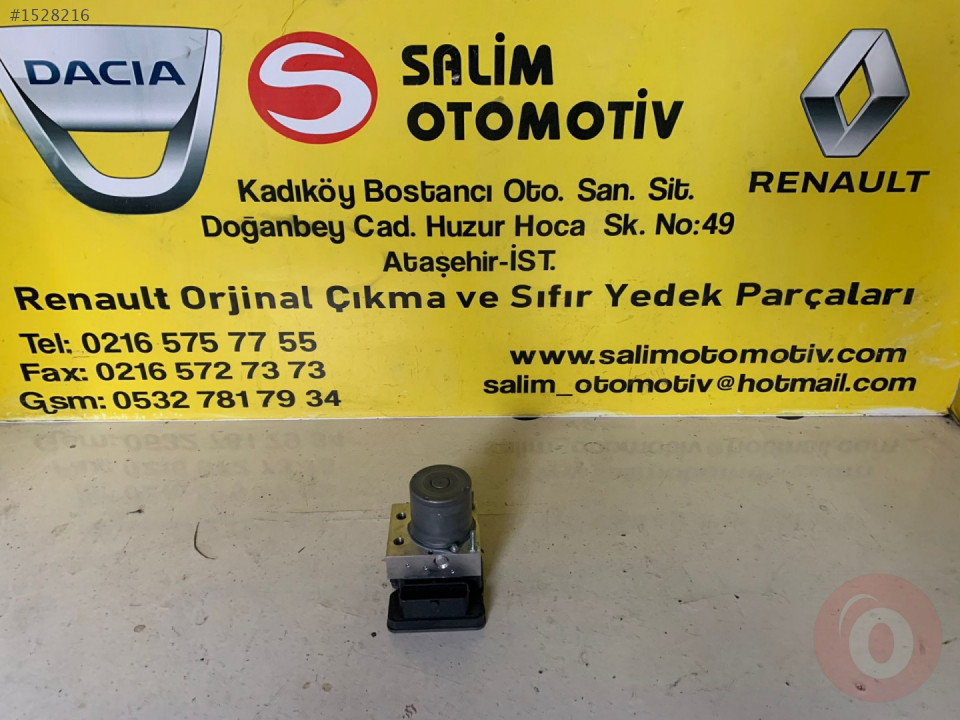 #1528216
DACIA
SALİM
OTOMOTİV
RENAULT
Kadıköy Bostancı Oto. San. Sit.
Doğanbey Cad. Huzur Hoca Sk. No:49
Ataşehir-İST.
Renault Orjinal Çıkma ve Sıfır Yedek Parçaları
Tel: 0216 575 77 55
Fax: 0216 572 73 73
Gsm: 0532 781 79 34
www.salimotomotiv.com
salim_otomotiv@hotmail.com